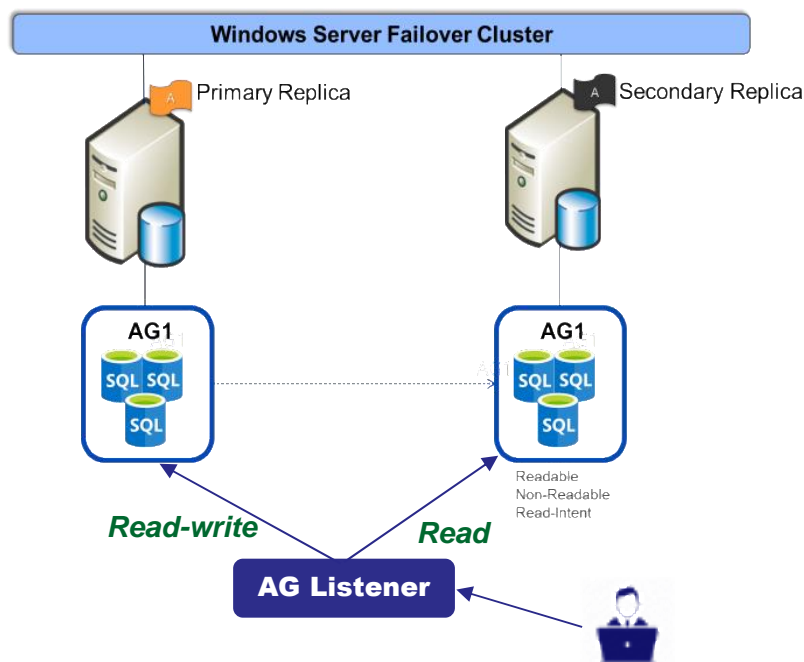 Windows Server Failover Cluster
A
Primary Replica
A
Secondary Replica
AG1
SQL
SQL
SQL
AG1
SQL
SQL
SQL
Readable
Non-Readable
Read-Intent
Read-write
Read
AG Listener